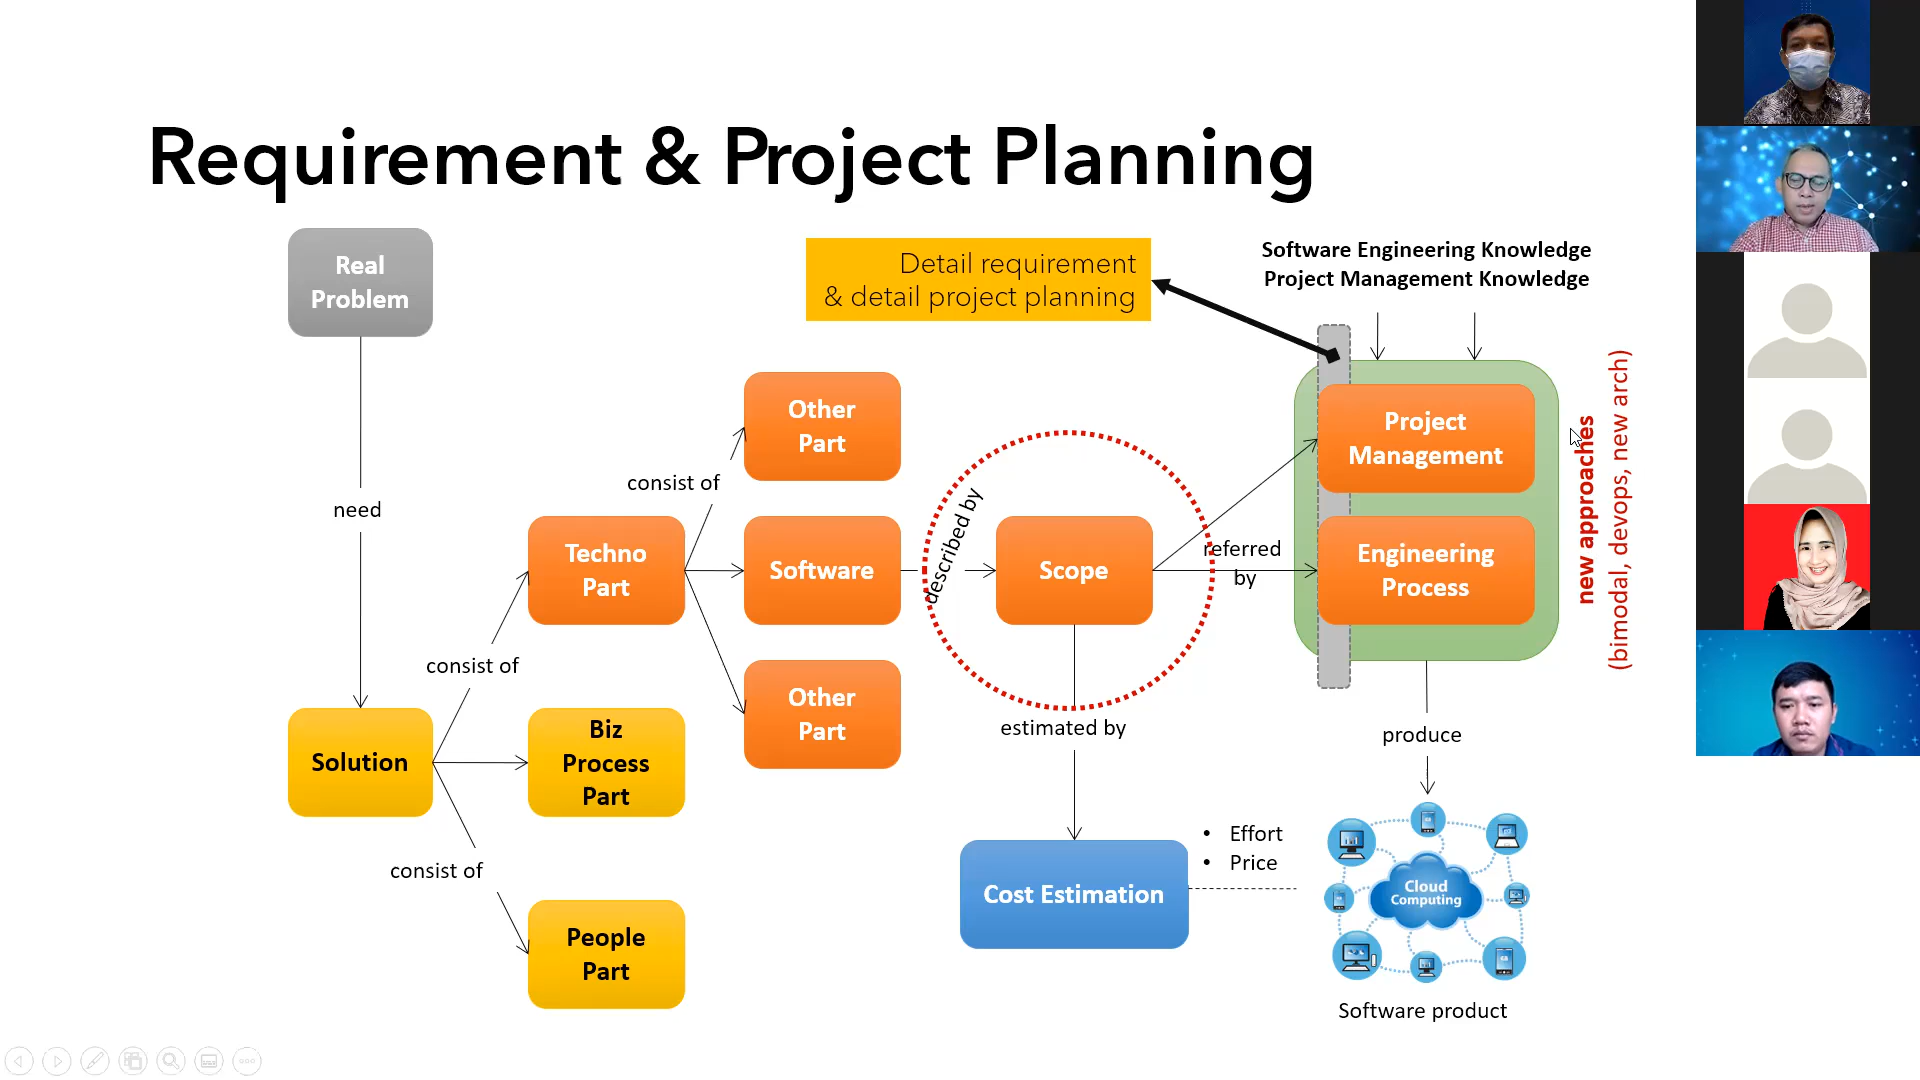 Requirement & Project Planning
Real
Problem
Detail requirement
& detail project planning
Software Engineering Knowledge
Project Management Knowledge
Other
Part
Project
Management
consist of
need
described by
new approaches
(bimodal, devops, new arch)
Techno
Part
Software
Scope
referred
by
Engineering
Process
consist of
Other
Part
estimated by
produce
Solution
Biz
Process
Part
consist of
• Effort
• Price
Cost Estimation
Cloud
Computing
People
Part
Software product